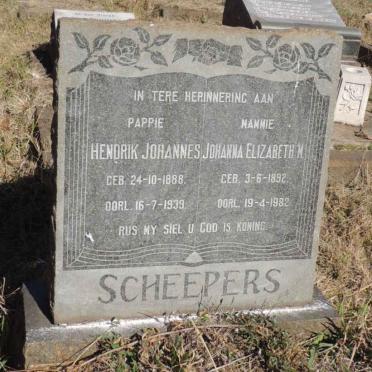 IN TERE HERINNERING AAN
PAPPIE MAMMIE
HENDRIK JOHANNES JOHANNA ELIZABETH M.
GEB. 24-10-1888. GEB. 3-6-1892.
OORL. 16-7-1939. OORL. 19-4-1982
RUS MY SIEL U GOD IS KONING
SCHEEPERS